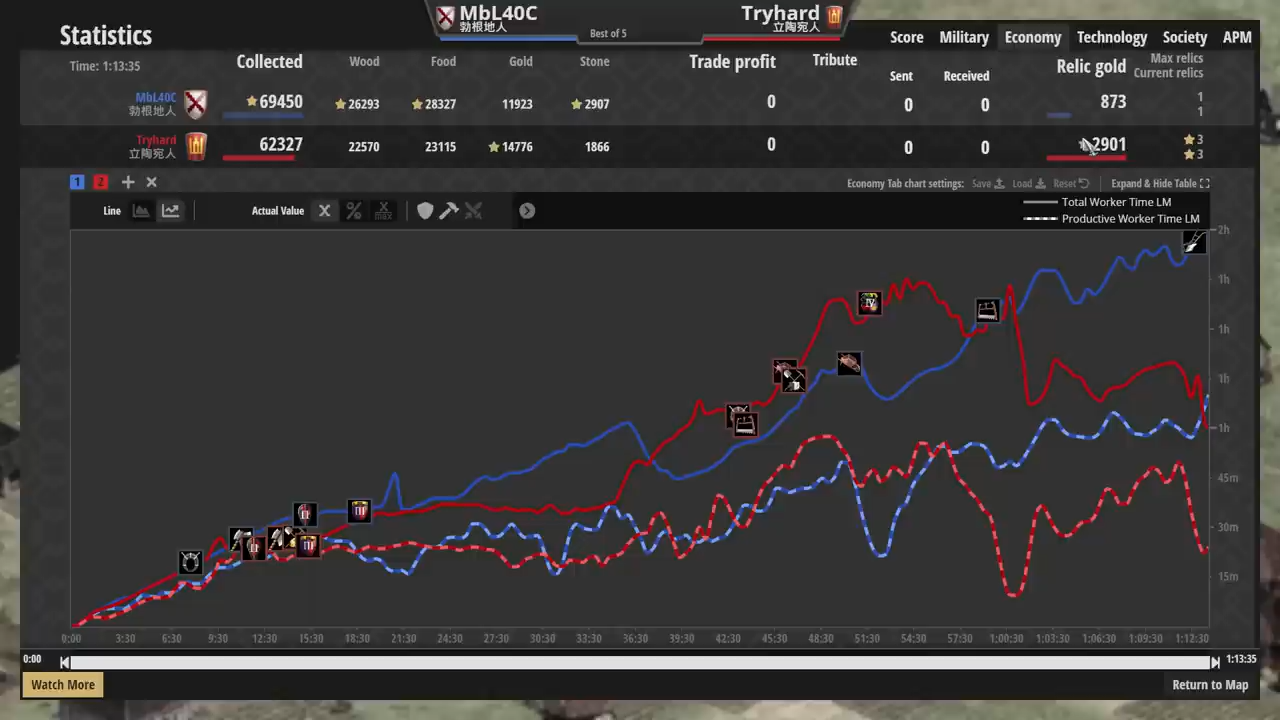 MbL40C
勃根地人
Best of 5
Tryhard
立陶宛人
Statistics
Score Military Economy Technology Society APM
Time: 1:13:35
Collected Wood Food Gold Stone Trade profit Tribute Sent Received Relic gold Max relics
Current relics
MbL40C
勃根地人
69450 26293 28327 11923 2907 0 0 0 873 1
1
Tryhard
立陶宛人
62327 22570 23115 14776 1866 0 0 0 2901 3
3
1 2
Economy Tab chart settings: Save Load Reset Expand & Hide Table
Line Actual Value X % X MAX
Total Worker Time LM
Productive Worker Time LM
2h
1h
1h
1h
1h
45m
30m
15m
II II III III IV
0:00 3:30 6:30 9:30 12:30 15:30 18:30 21:30 24:30 27:30 30:30 33:30 36:30 39:30 42:30 45:30 48:30 51:30 54:30 57:30 1:00:30 1:03:30 1:06:30 1:09:30 1:12:30
0:00 1:13:35
Watch More Return to Map